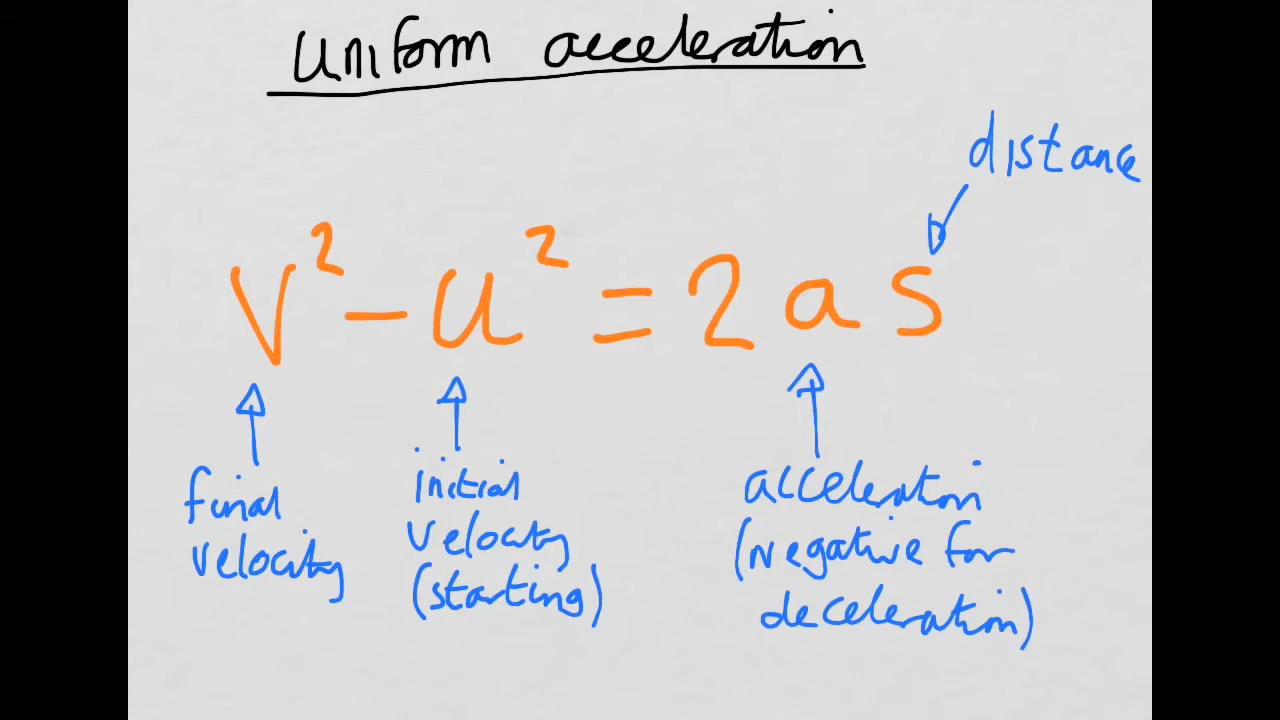 uniform acceleration
distance
v² - u² = 2as
final
velocity
initial
velocity
(starting)
acceleration
(negative for
deceleration)